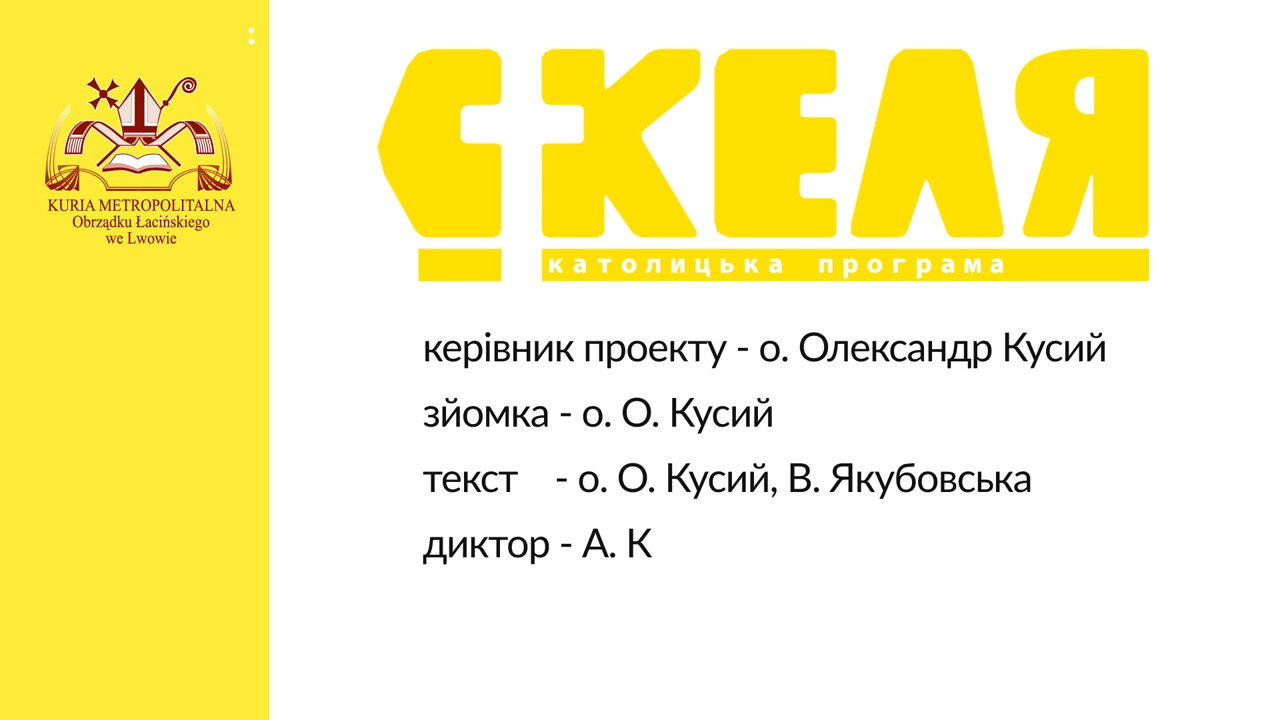 :
KURIA METROPOLITALNA
Obrządku Łacińskiego
we Lwowie
СКЕЛЯ
католицька програма
керівник проекту - о. Олександр Кусий
зйомка - о. О. Кусий
текст - о. О. Кусий, В. Якубовська
диктор - А. К